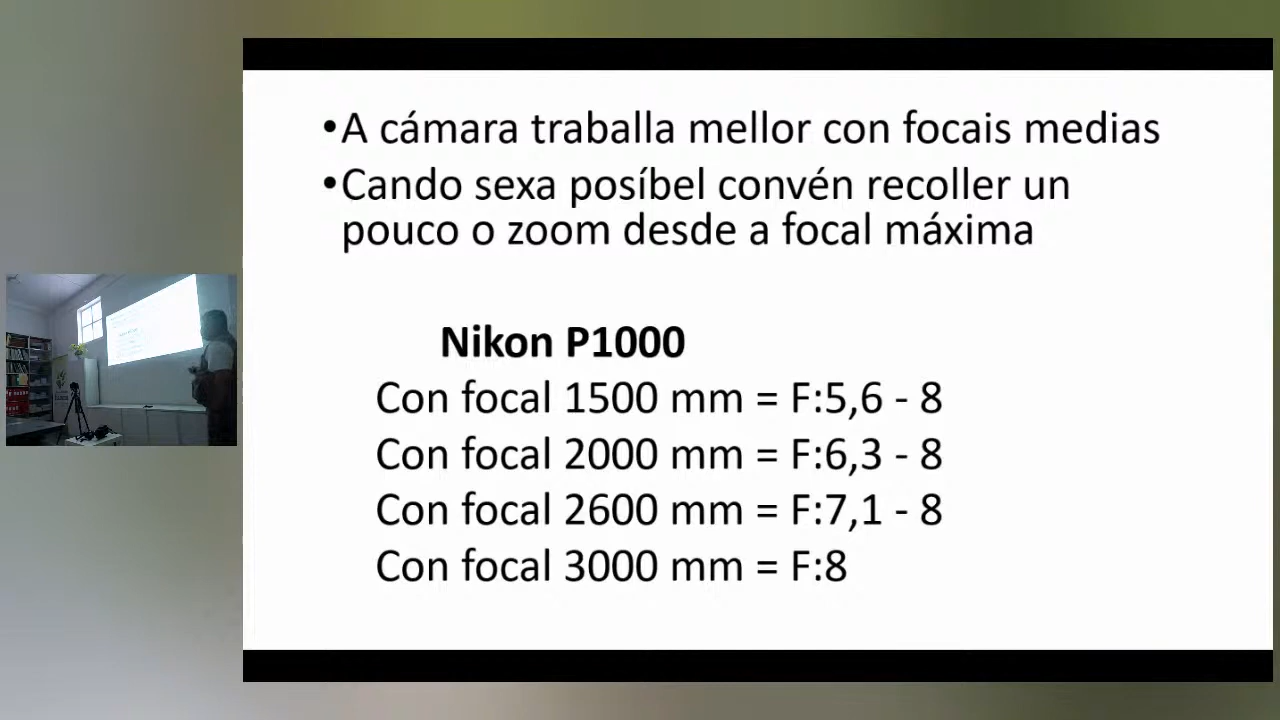 •A cámara traballa mellor con focais medias
•Cando sexa posíbel convén recoller un
pouco o zoom desde a focal máxima
Nikon P1000
Con focal 1500 mm = F:5,6 - 8
Con focal 2000 mm = F:6,3 - 8
Con focal 2600 mm = F:7,1 - 8
Con focal 3000 mm = F:8